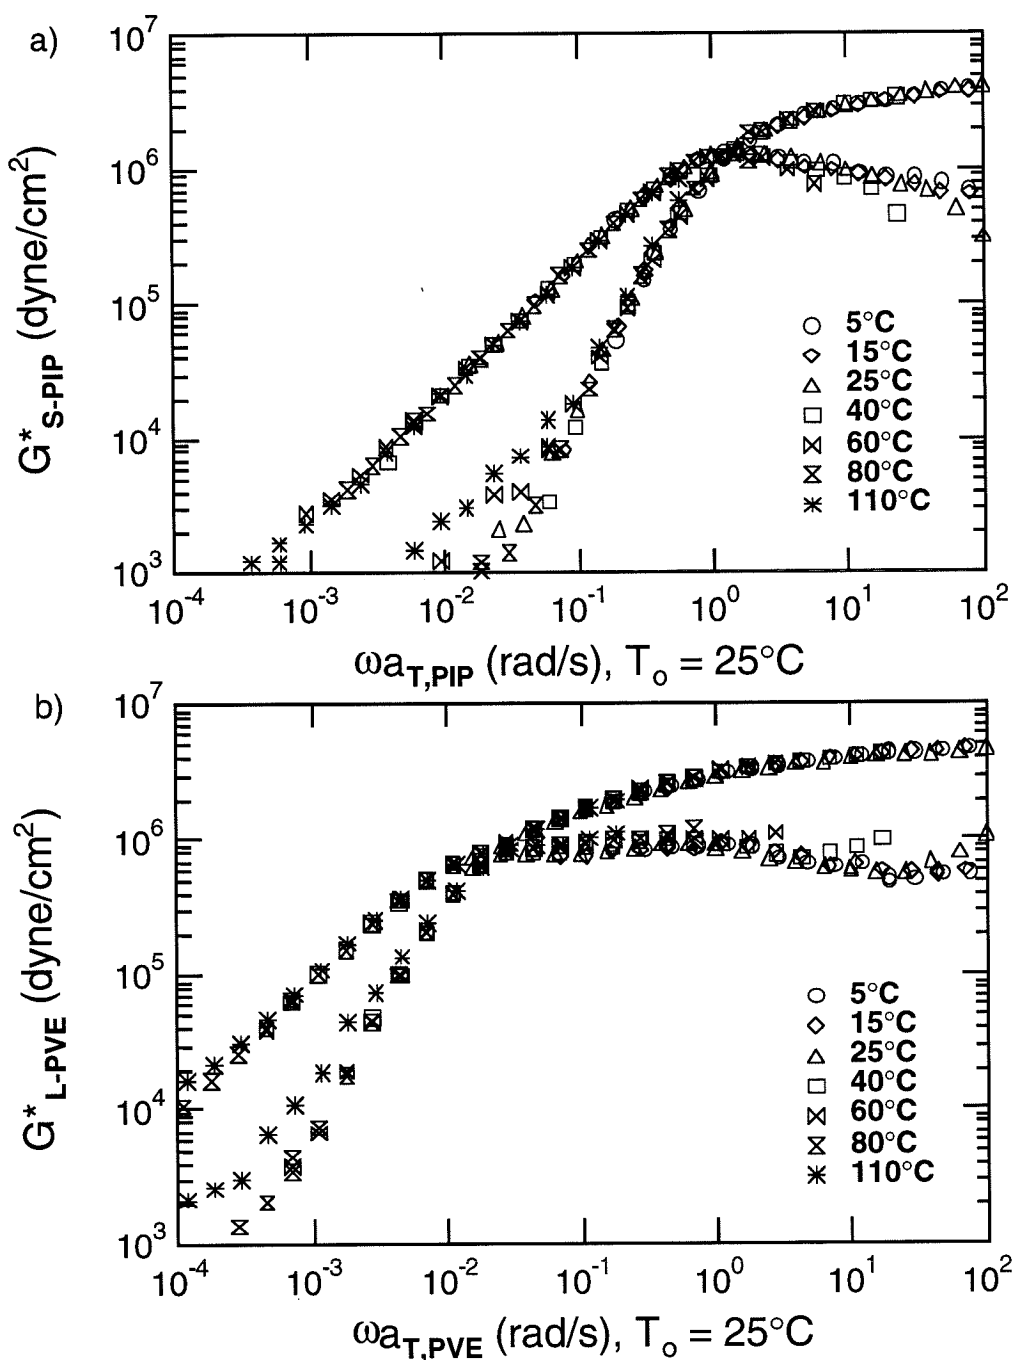 a)
10^7
10^6
10^5
10^4
10^3
G*S-PIP (dyne/cm^2)
5°C
15°C
25°C
40°C
60°C
80°C
110°C
10^-4 10^-3 10^-2 10^-1 10^0 10^1 10^2
ωa_T,PIP (rad/s), T_o = 25°C
b)
10^7
10^6
10^5
10^4
10^3
G*L-PVE (dyne/cm^2)
5°C
15°C
25°C
40°C
60°C
80°C
110°C
10^-4 10^-3 10^-2 10^-1 10^0 10^1 10^2
ωa_T,PVE (rad/s), T_o = 25°C